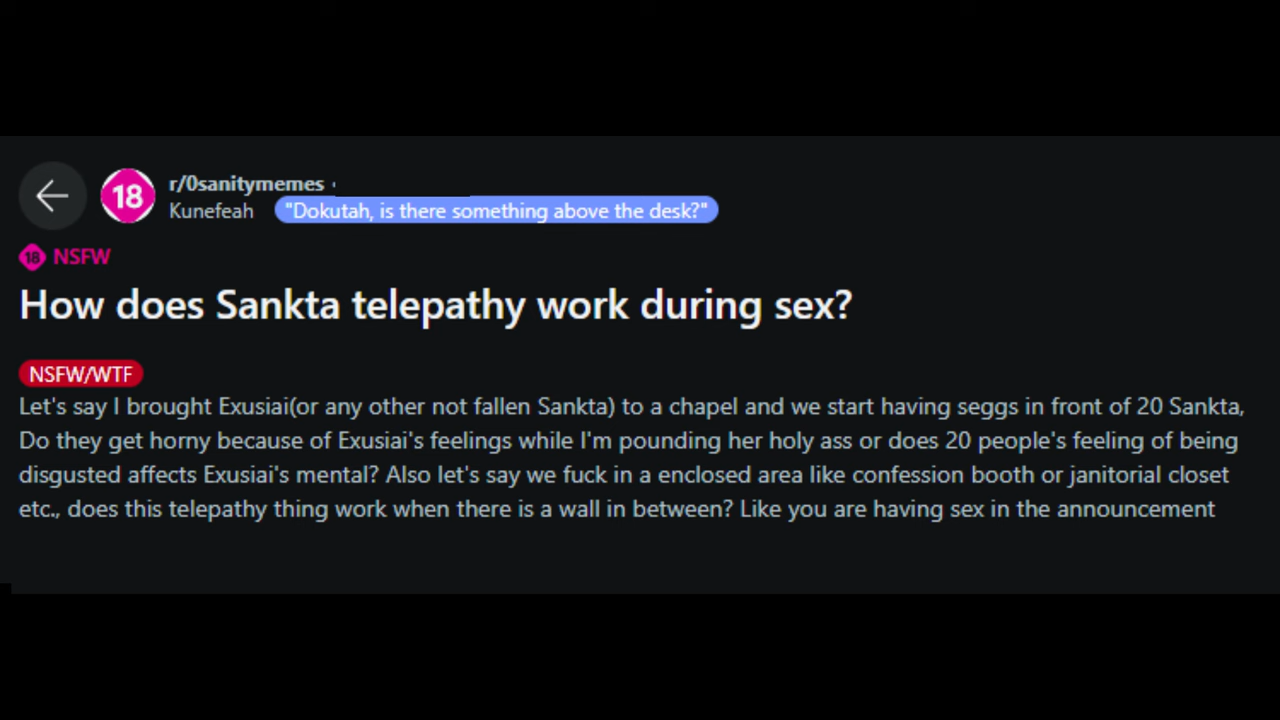 18 r/0sanitymemes ·
Kunefeah "Dokutah, is there something above the desk?"
18 NSFW
How does Sankta telepathy work during sex?
NSFW/WTF
Let's say I brought Exusiai(or any other not fallen Sankta) to a chapel and we start having seggs in front of 20 Sankta,
Do they get horny because of Exusiai's feelings while I'm pounding her holy ass or does 20 people's feeling of being
disgusted affects Exusiai's mental? Also let's say we fuck in a enclosed area like confession booth or janitorial closet
etc., does this telepathy thing work when there is a wall in between? Like you are having sex in the announcement